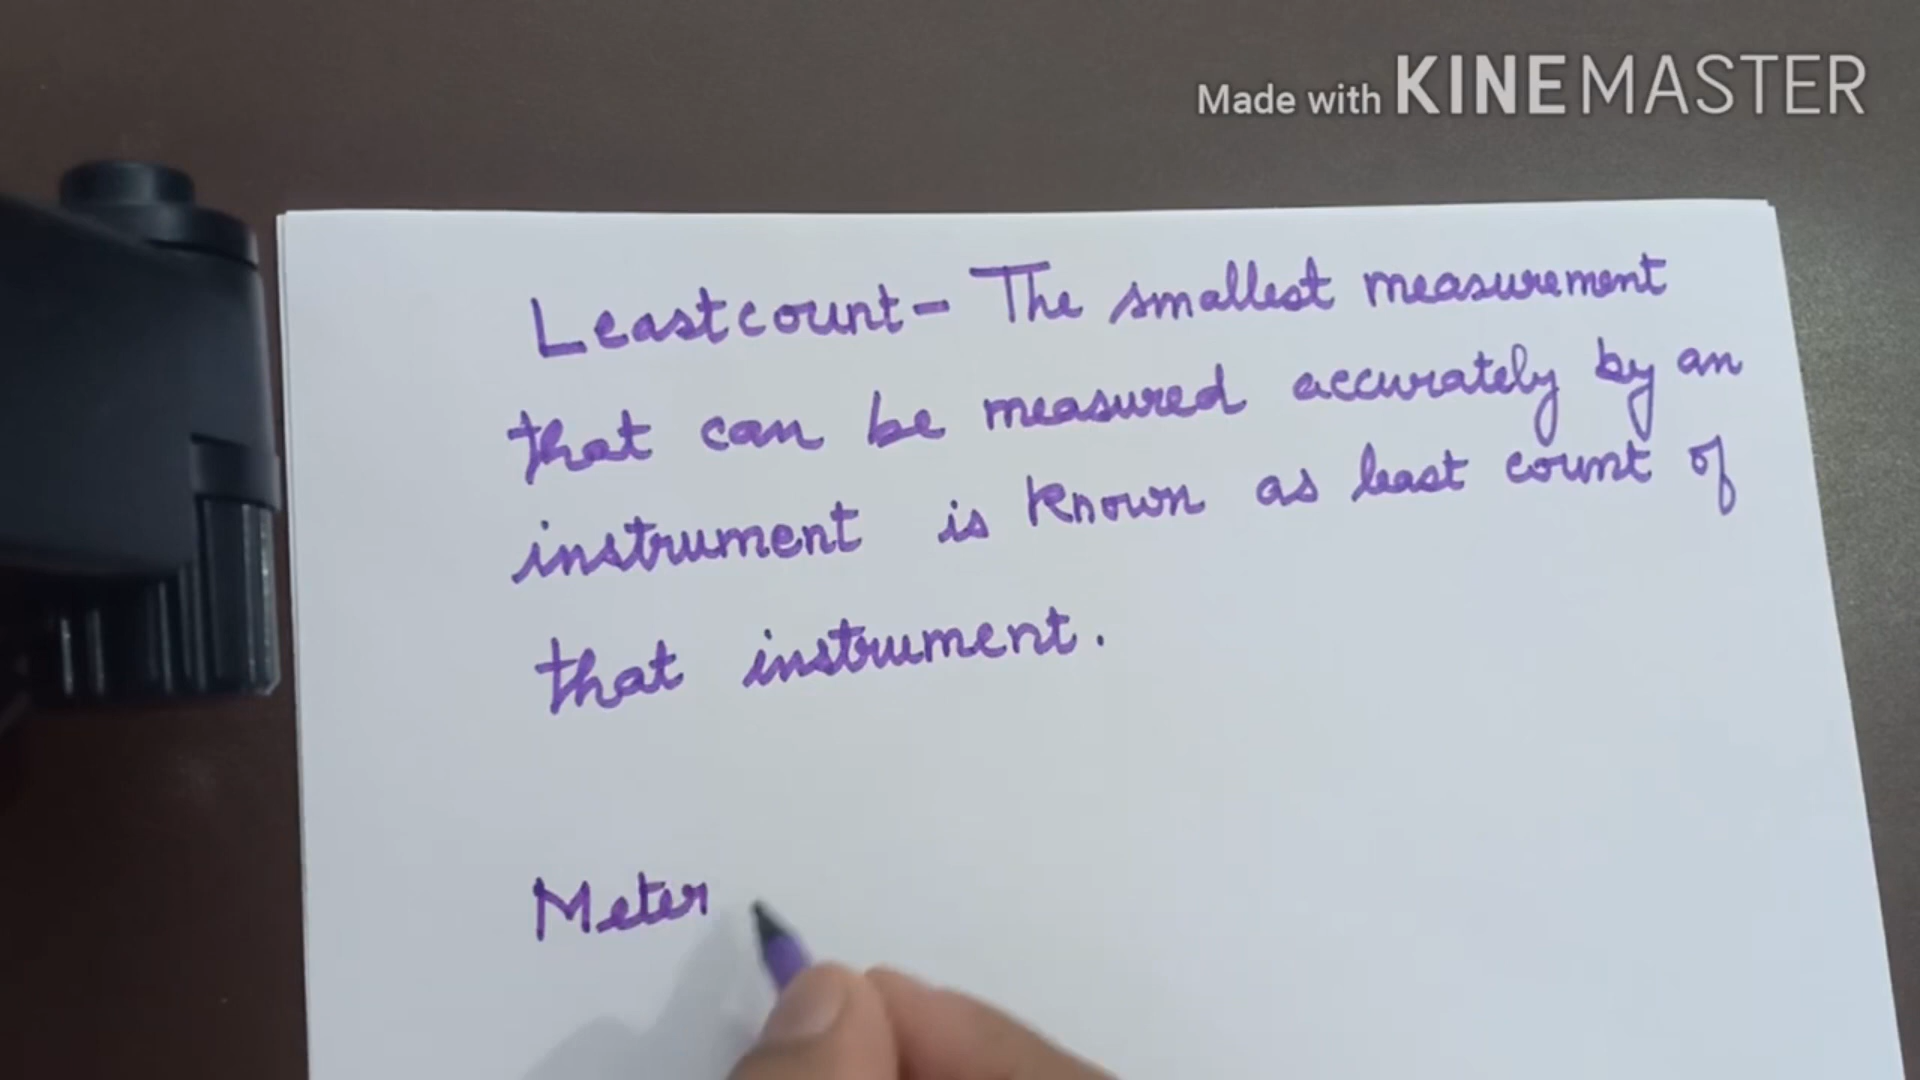 Made with KINEMASTER
Leastcount - The smallest measurement
that can be measured accurately by an
instrument is known as least count of
that instrument.
Meter